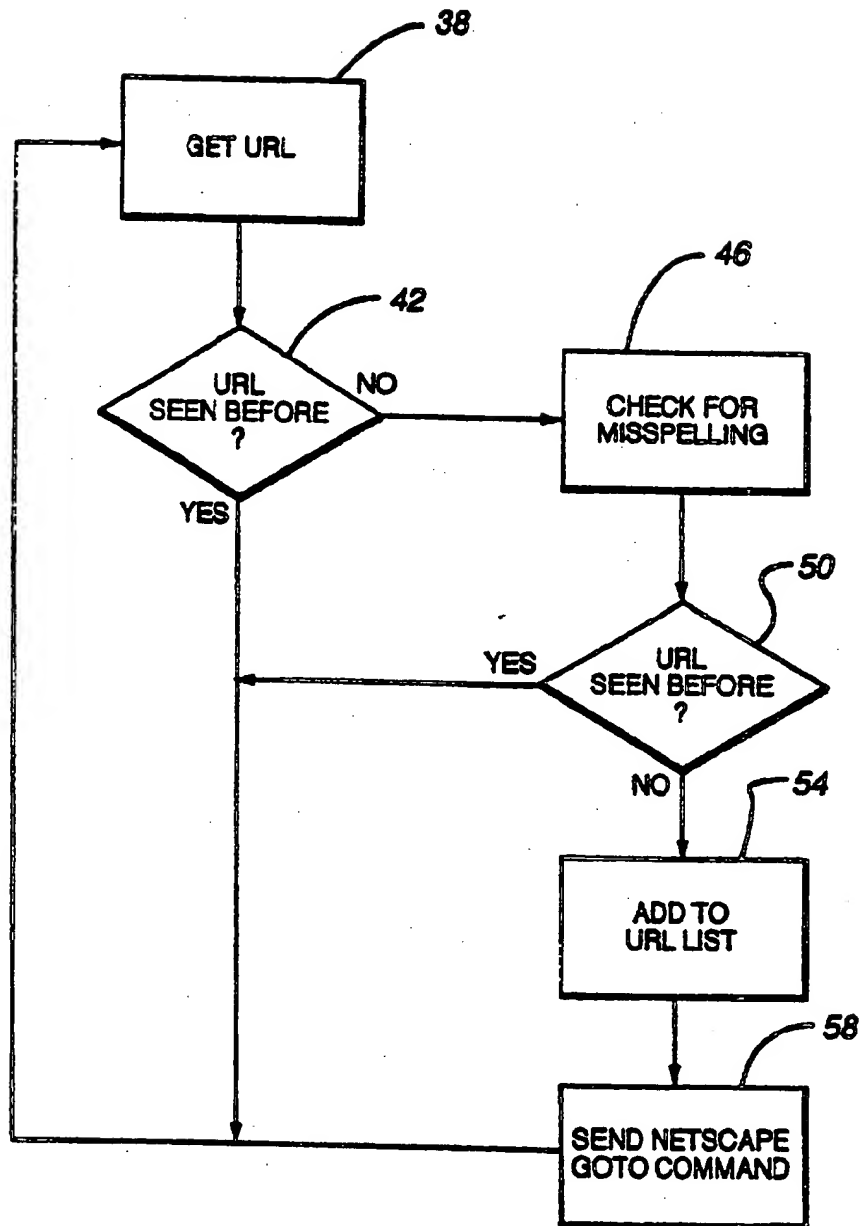 38
GET URL
42
URL
SEEN BEFORE
?
NO
YES
46
CHECK FOR
MISSPELLING
50
YES
URL
SEEN BEFORE
?
NO
54
ADD TO
URL LIST
58
SEND NETSCAPE
GOTO COMMAND